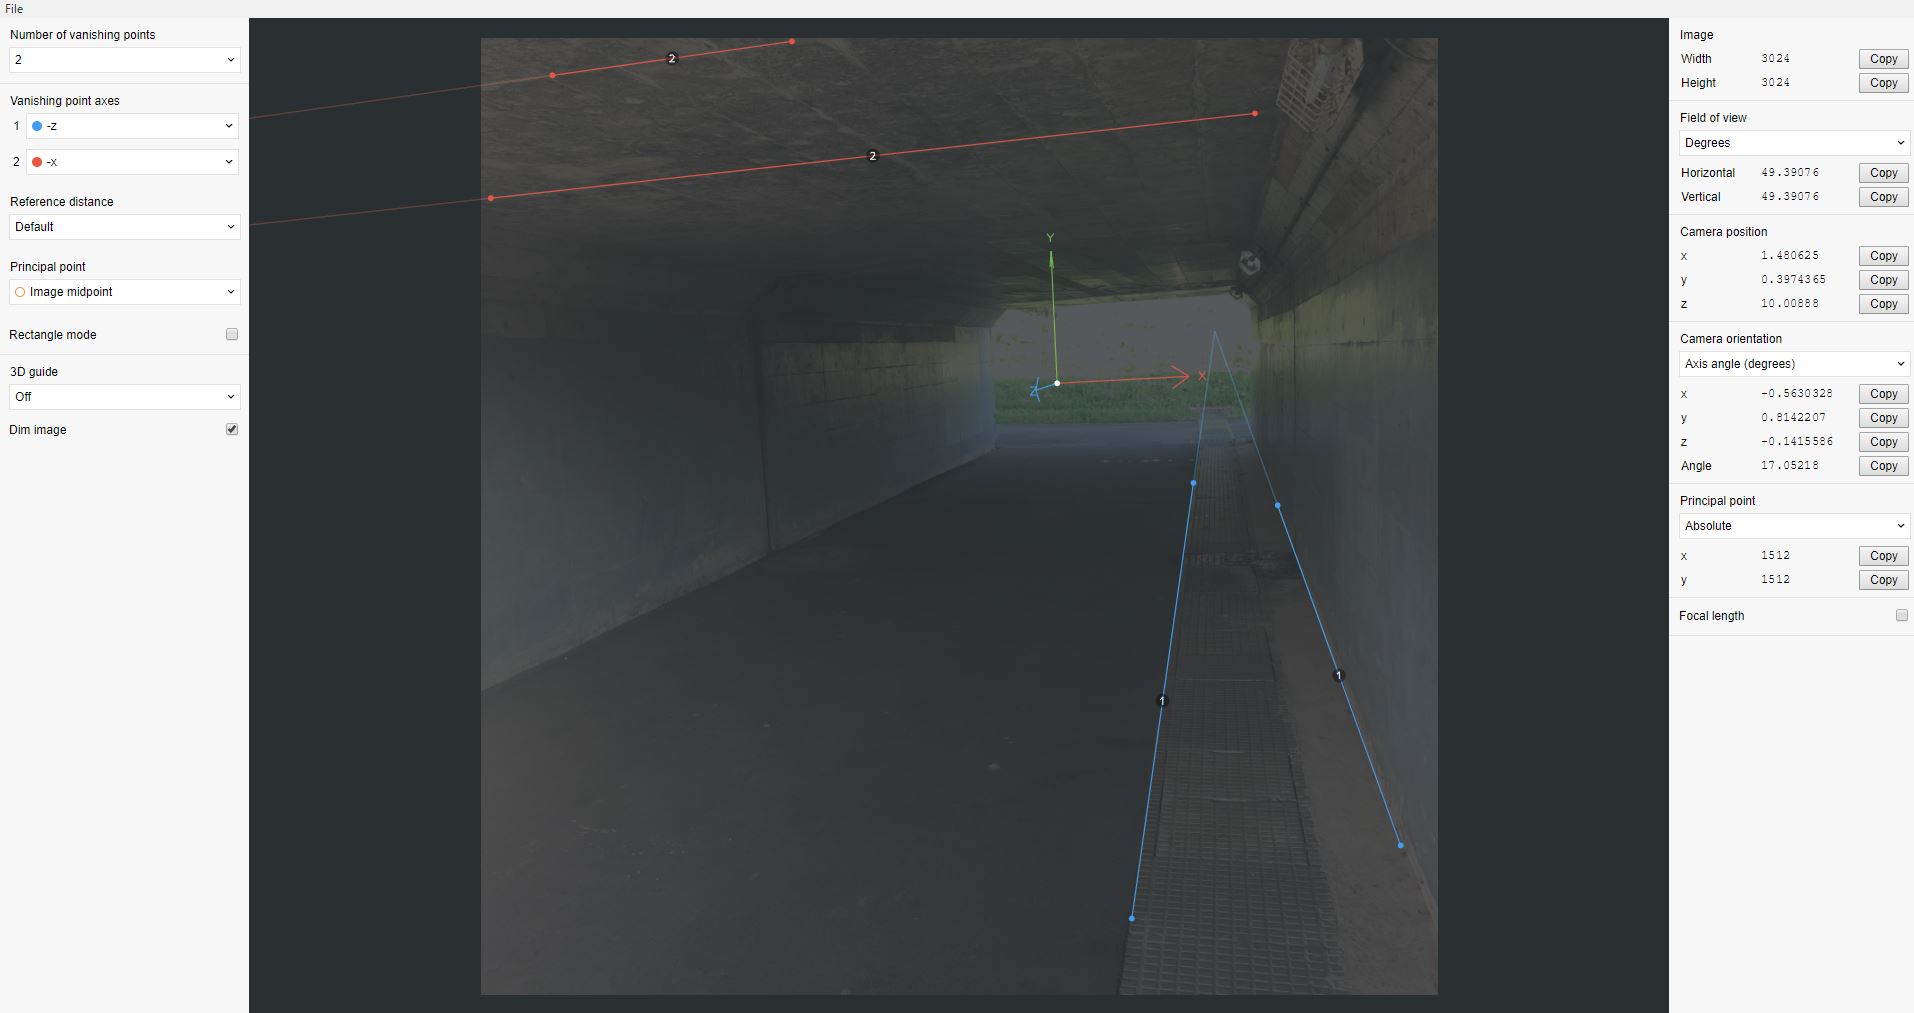 File
Number of vanishing points
2
Vanishing point axes
1 -z
2 -x
Reference distance
Default
Principal point
Image midpoint
Rectangle mode
3D guide
Off
Dim image
2
2
Y
X
Z
1
1
Image
Width 3024 Copy
Height 3024 Copy
Field of view
Degrees
Horizontal 49.39076 Copy
Vertical 49.39076 Copy
Camera position
x 1.480625 Copy
y 0.3974365 Copy
z 10.00888 Copy
Camera orientation
Axis angle (degrees)
x -0.5630328 Copy
y 0.8142207 Copy
z -0.1415586 Copy
Angle 17.05218 Copy
Principal point
Absolute
x 1512 Copy
y 1512 Copy
Focal length